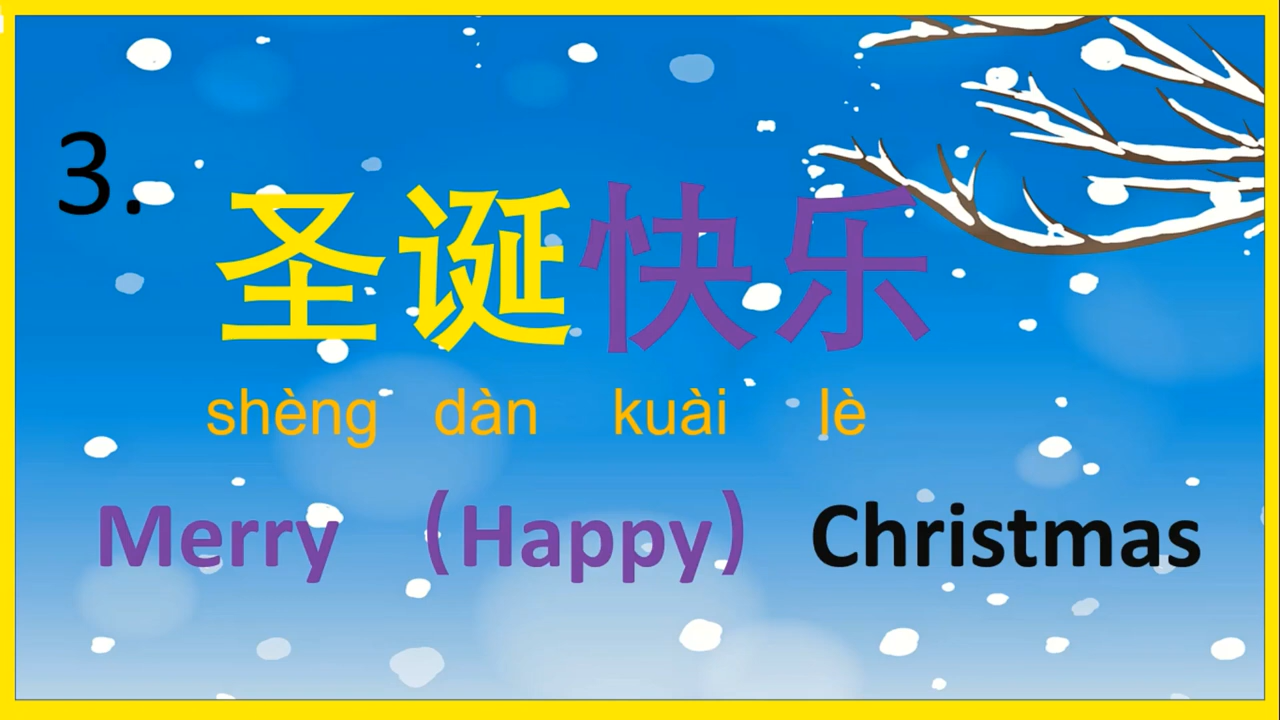 3. 圣诞快乐
shèng dàn kuài lè
Merry （Happy） Christmas